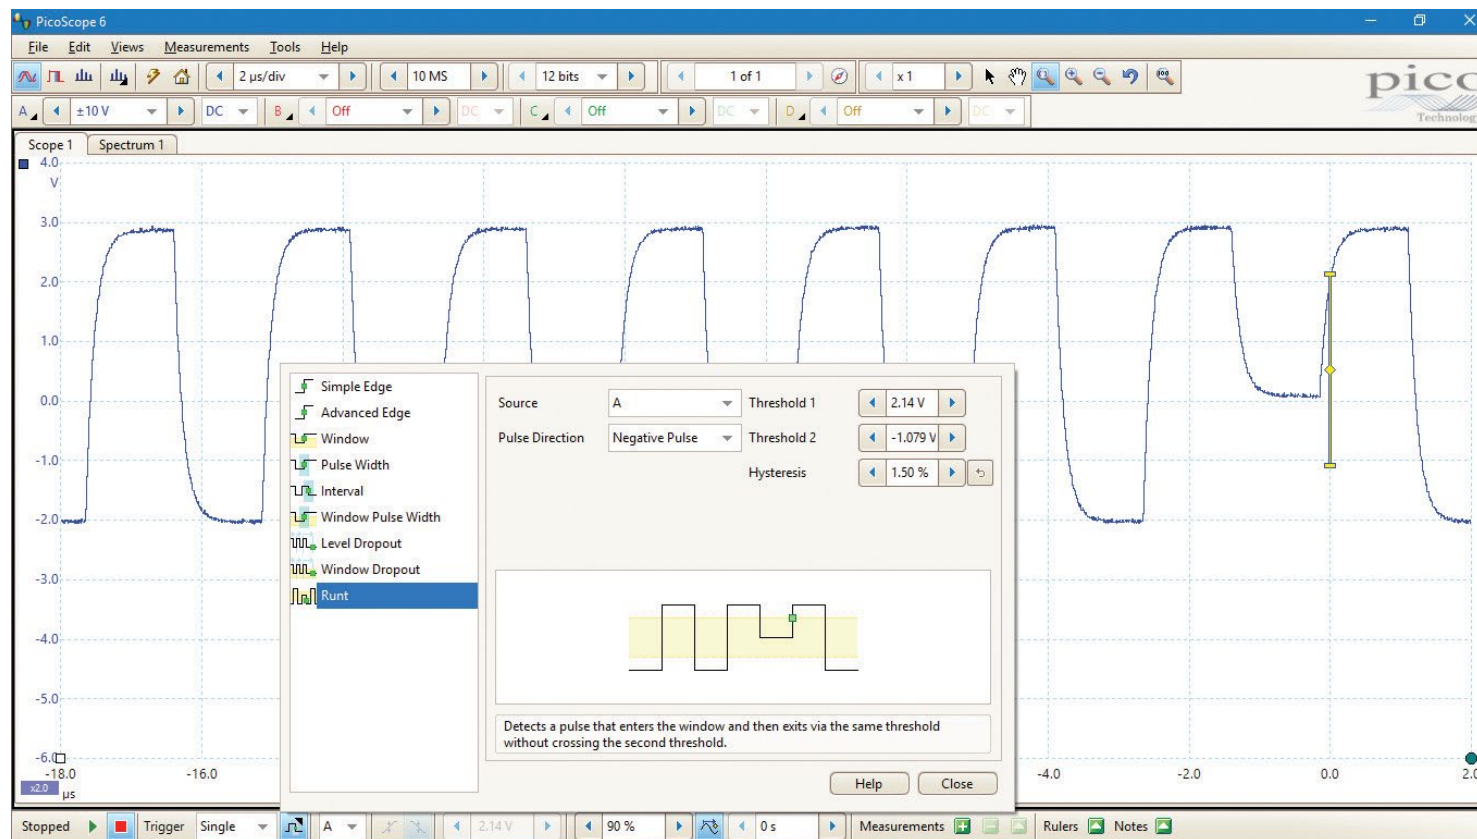 PicoScope 6
File Edit Views Measurements Tools Help
2 µs/div 10 MS 12 bits 1 of 1 x 1
A ±10 V DC B Off DC C Off DC D Off DC
pico
Technology
Scope 1 Spectrum 1
4.0
V
3.0
2.0
1.0
0.0
-1.0
-2.0
-3.0
-4.0
-5.0
-6.0
Simple Edge
Advanced Edge
Window
Pulse Width
Interval
Window Pulse Width
Level Dropout
Window Dropout
Runt
Source A Threshold 1 2.14 V
Pulse Direction Negative Pulse Threshold 2 -1.079 V
Hysteresis 1.50 %
Detects a pulse that enters the window and then exits via the same threshold
without crossing the second threshold.
Help Close
-18.0 -16.0 -4.0 -2.0 0.0 2.0
x2.0 µs
Stopped Trigger Single A 2.14 V 90 % 0 s Measurements Rulers Notes